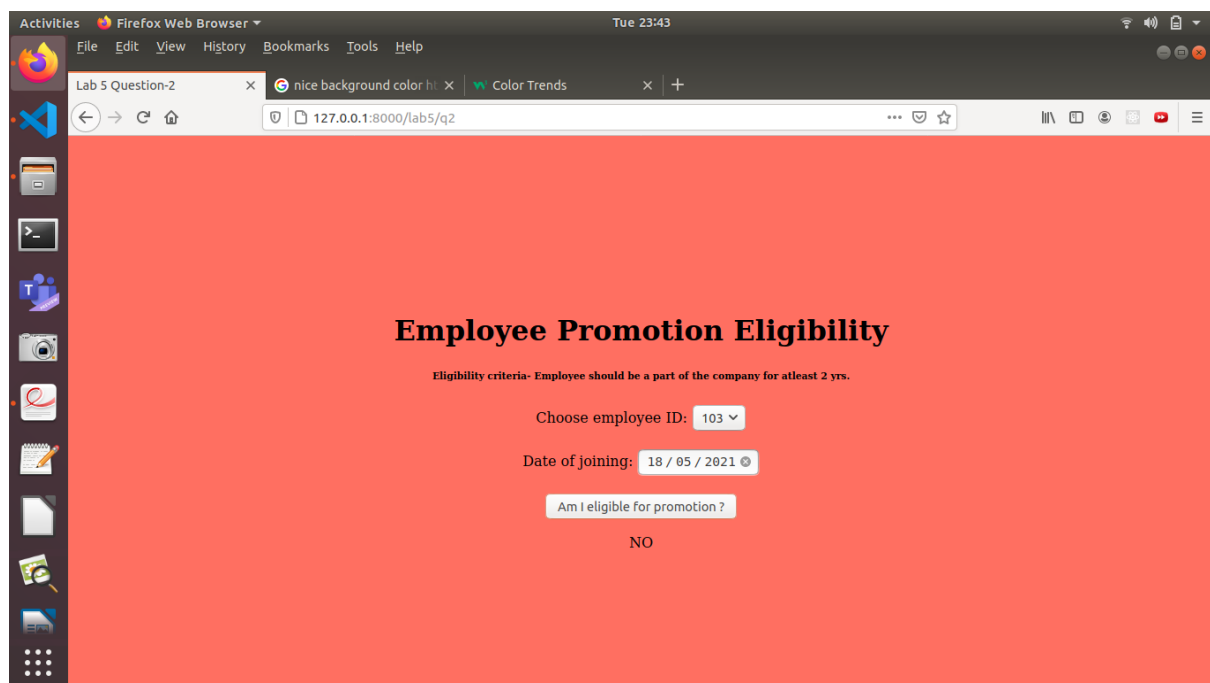 Activities Firefox Web Browser Tue 23:43
File Edit View History Bookmarks Tools Help
Lab 5 Question-2 nice background color ht Color Trends
127.0.0.1:8000/lab5/q2
Employee Promotion Eligibility
Eligibility criteria- Employee should be a part of the company for atleast 2 yrs.
Choose employee ID: 103
Date of joining: 18 / 05 / 2021
Am I eligible for promotion ?
NO